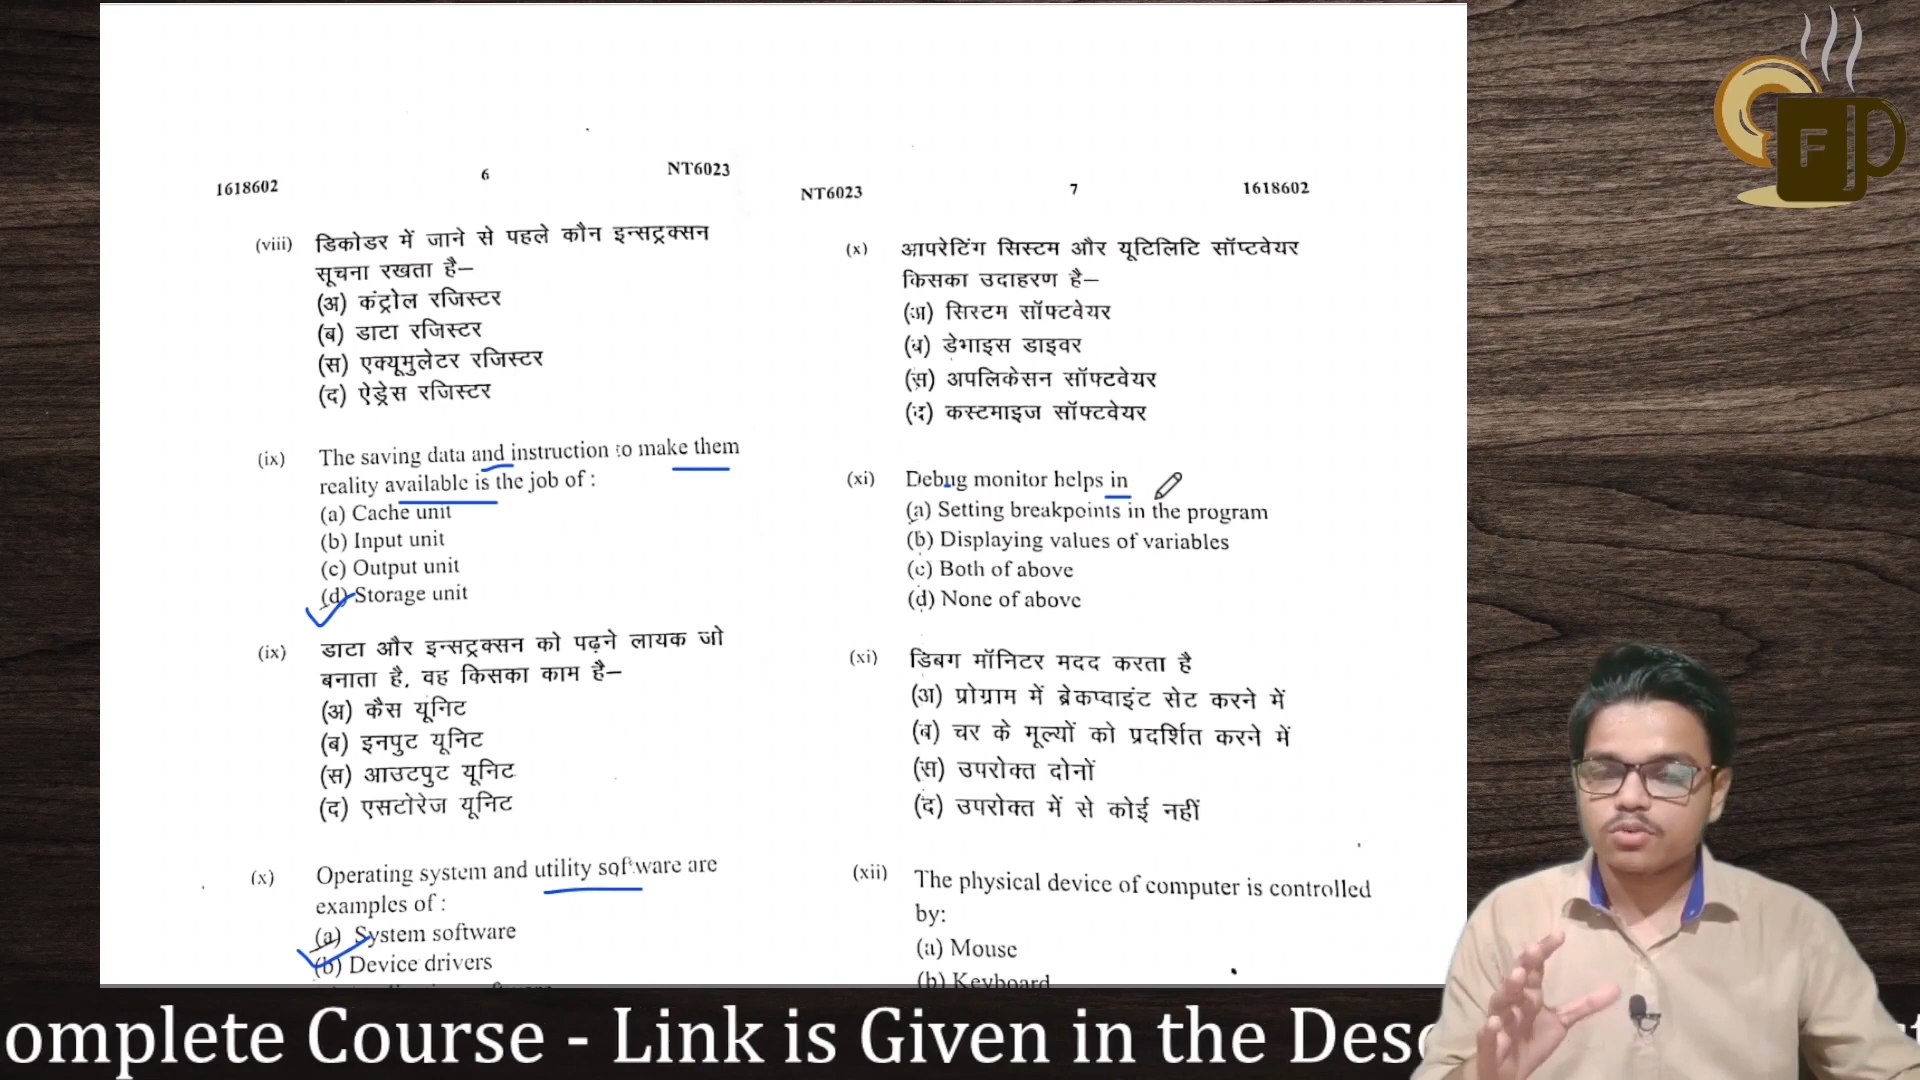 1618602 6 NT6023
(viii) डिकोडर में जाने से पहले कौन इन्सट्रक्सन
सूचना रखता है—
(अ) कंट्रोल रजिस्टर
(ब) डाटा रजिस्टर
(स) एक्यूमुलेटर रजिस्टर
(द) ऐड्रेस रजिस्टर
(ix) The saving data and instruction to make them
reality available is the job of :
(a) Cache unit
(b) Input unit
(c) Output unit
(d) Storage unit
(ix) डाटा और इन्सट्रक्सन को पढ़ने लायक जो
बनाता है, वह किसका काम है—
(अ) कैस यूनिट
(ब) इनपुट यूनिट
(स) आउटपुट यूनिट
(द) एसटोरेज यूनिट
(x) Operating system and utility software are
examples of :
(a) System software
(b) Device drivers
NT6023 7 1618602
(x) आपरेटिंग सिस्टम और यूटिलिटि सॉप्टवेयर
किसका उदाहरण है—
(अ) सिस्टम सॉफ्टवेयर
(ब) डेभाइस डाइवर
(स) अपलिकेसन सॉफ्टवेयर
(द) कस्टमाइज सॉफ्टवेयर
(xi) Debug monitor helps in
(a) Setting breakpoints in the program
(b) Displaying values of variables
(c) Both of above
(d) None of above
(xi) डिबग मॉनिटर मदद करता है
(अ) प्रोग्राम में ब्रेकप्वाइंट सेट करने में
(ब) चर के मूल्यों को प्रदर्शित करने में
(स) उपरोक्त दोनों
(द) उपरोक्त में से कोई नहीं
(xii) The physical device of computer is controlled
by:
(a) Mouse
(b) Keyboard
omplete Course - Link is Given in the Desc
F